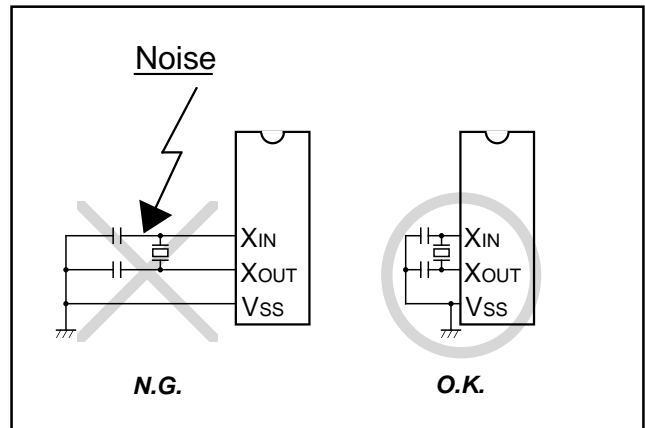 Noise
XIN
XOUT
VSS
N.G.
XIN
XOUT
VSS
O.K.